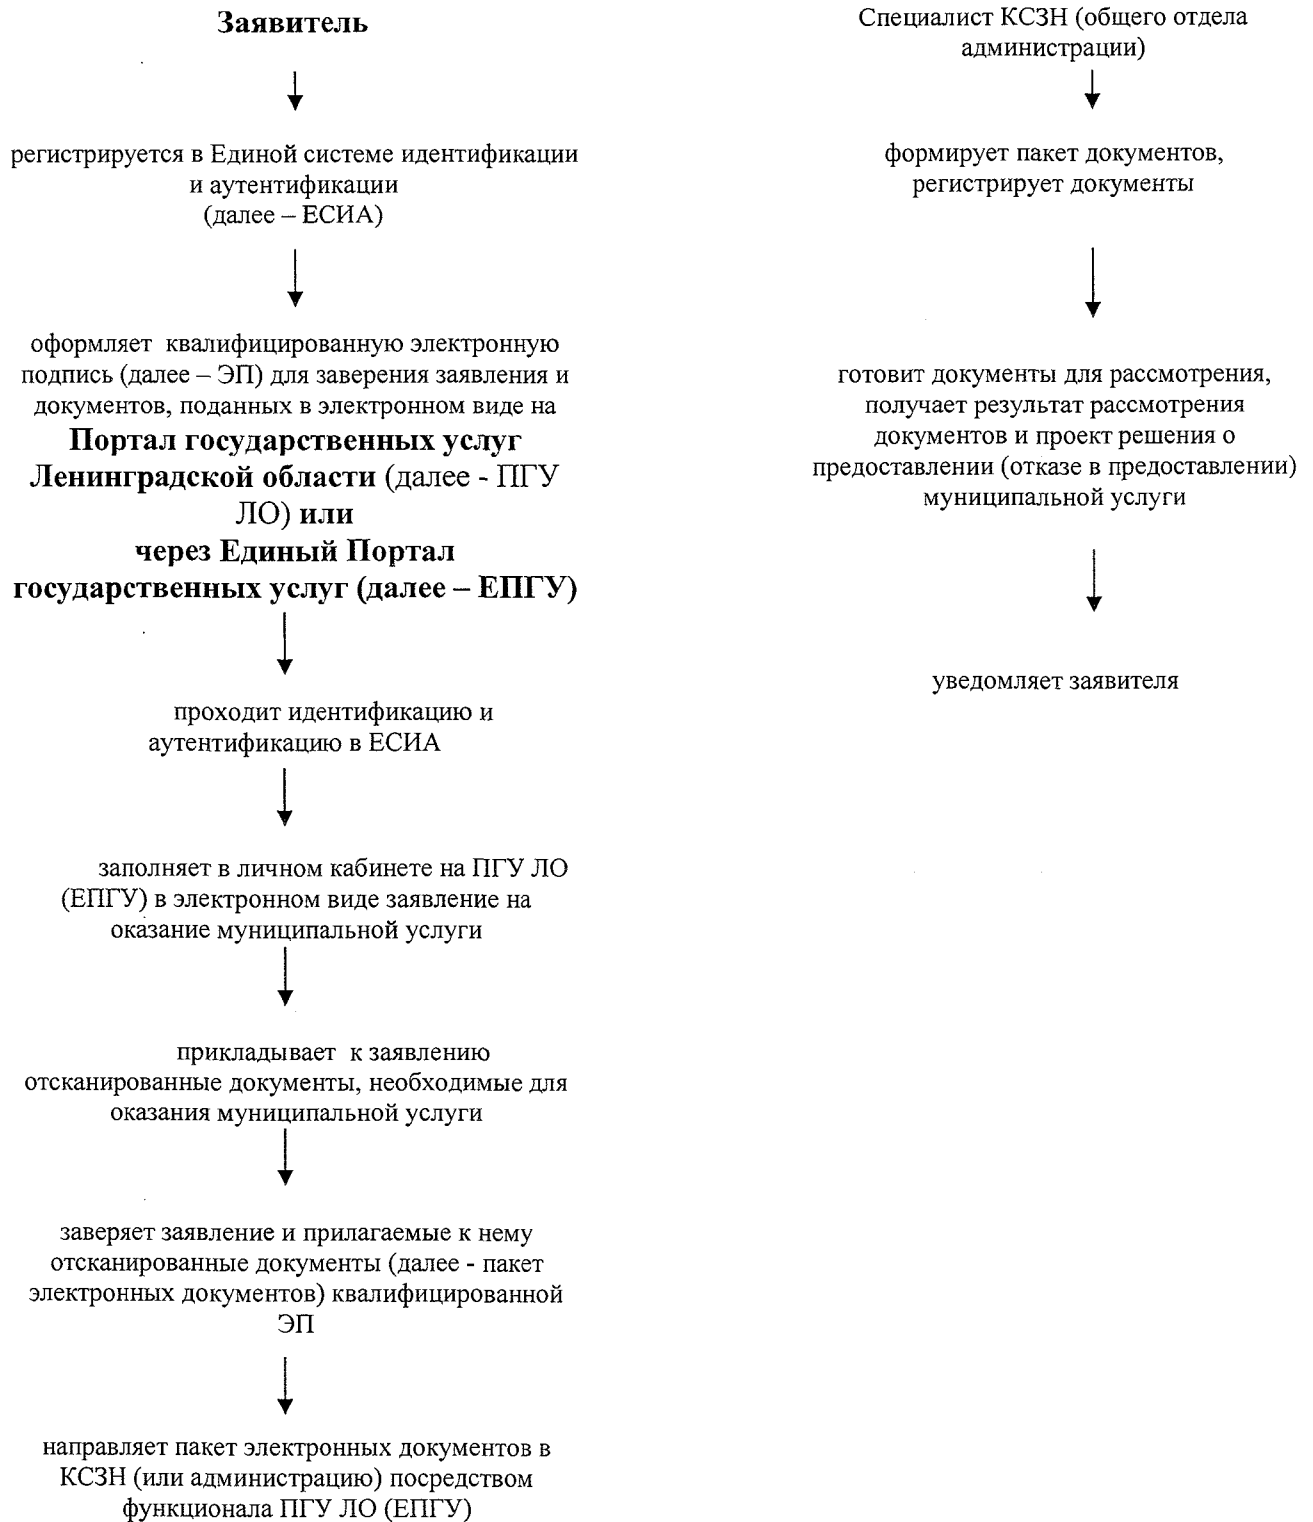 Заявитель
регистрируется в Единой системе идентификации
и аутентификации
(далее – ЕСИА)
оформляет квалифицированную электронную
подпись (далее – ЭП) для заверения заявления и
документов, поданных в электронном виде на
Портал государственных услуг
Ленинградской области (далее - ПГУ
ЛО) или
через Единый Портал
государственных услуг (далее – ЕПГУ)
проходит идентификацию и
аутентификацию в ЕСИА
заполняет в личном кабинете на ПГУ ЛО
(ЕПГУ) в электронном виде заявление на
оказание муниципальной услуги
прикладывает к заявлению
отсканированные документы, необходимые для
оказания муниципальной услуги
заверяет заявление и прилагаемые к нему
отсканированные документы (далее - пакет
электронных документов) квалифицированной
ЭП
направляет пакет электронных документов в
КСЗН (или администрацию) посредством
функционала ПГУ ЛО (ЕПГУ)
Специалист КСЗН (общего отдела
администрации)
формирует пакет документов,
регистрирует документы
готовит документы для рассмотрения,
получает результат рассмотрения
документов и проект решения о
предоставлении (отказе в предоставлении)
муниципальной услуги
уведомляет заявителя